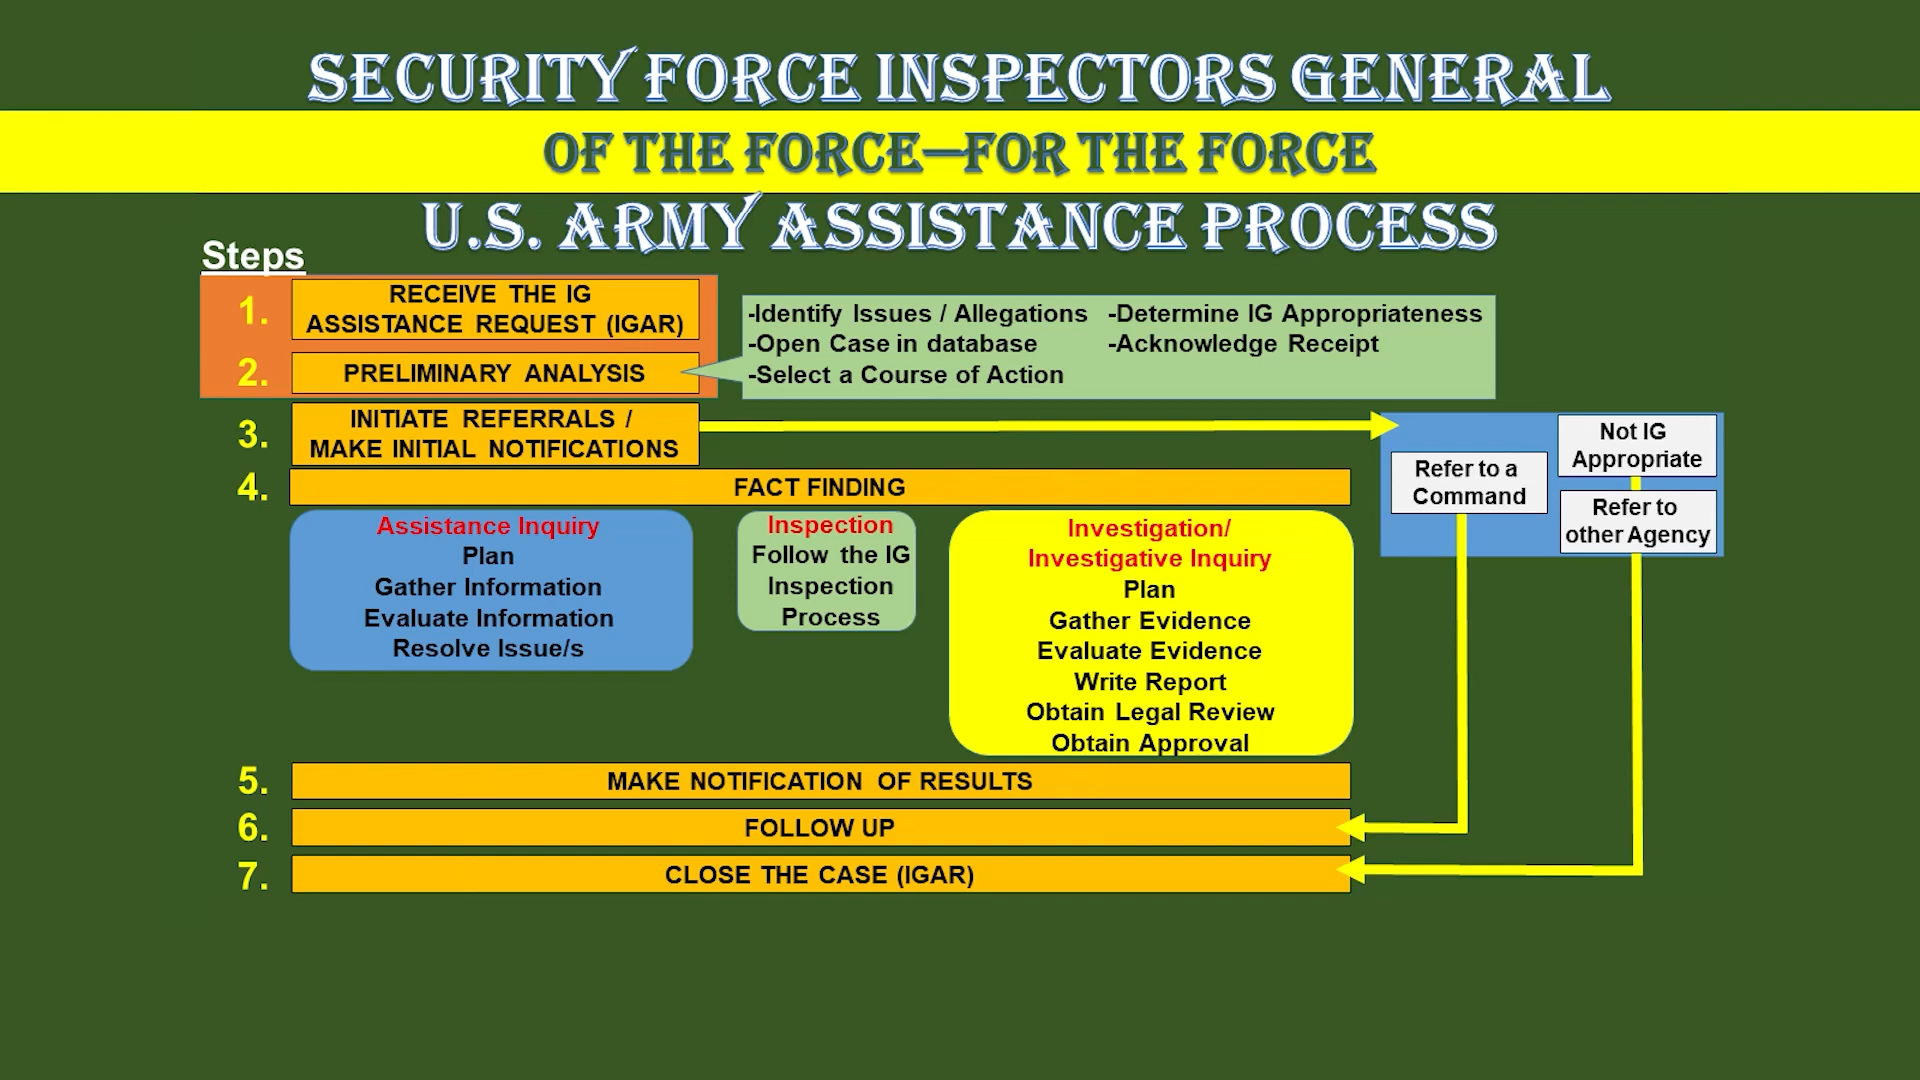 SECURITY FORCE INSPECTORS GENERAL
OF THE FORCE—FOR THE FORCE
U.S. ARMY ASSISTANCE PROCESS
Steps
1.
RECEIVE THE IG
ASSISTANCE REQUEST (IGAR)
2.
PRELIMINARY ANALYSIS
-Identify Issues / Allegations -Determine IG Appropriateness
-Open Case in database -Acknowledge Receipt
-Select a Course of Action
3.
INITIATE REFERRALS /
MAKE INITIAL NOTIFICATIONS
Refer to a
Command
Not IG
Appropriate
Refer to
other Agency
4.
FACT FINDING
Assistance Inquiry
Plan
Gather Information
Evaluate Information
Resolve Issue/s
Inspection
Follow the IG
Inspection
Process
Investigation/
Investigative Inquiry
Plan
Gather Evidence
Evaluate Evidence
Write Report
Obtain Legal Review
Obtain Approval
5.
MAKE NOTIFICATION OF RESULTS
6.
FOLLOW UP
7.
CLOSE THE CASE (IGAR)